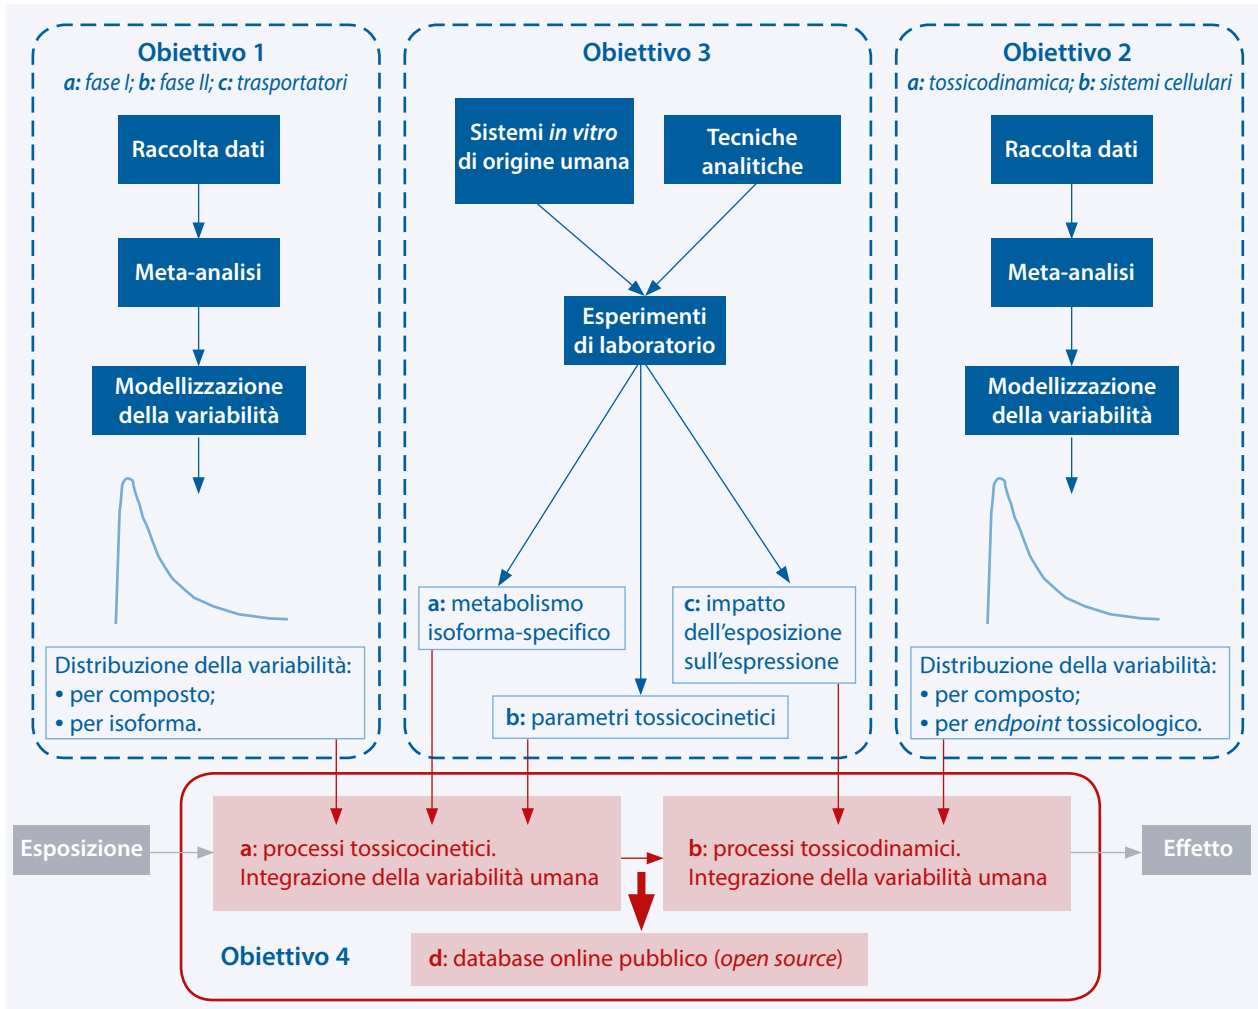 Obiettivo 1
a: fase I; b: fase II; c: trasportatori
Raccolta dati
Meta-analisi
Modellizzazione
della variabilità
Distribuzione della variabilità:
• per composto;
• per isoforma.
Obiettivo 3
Sistemi in vitro
di origine umana
Tecniche
analitiche
Esperimenti
di laboratorio
a: metabolismo
isoforma-specifico
c: impatto
dell'esposizione
sull'espressione
b: parametri tossicocinetici
Obiettivo 2
a: tossicodinamica; b: sistemi cellulari
Raccolta dati
Meta-analisi
Modellizzazione
della variabilità
Distribuzione della variabilità:
• per composto;
• per endpoint tossicologico.
Esposizione
a: processi tossicocinetici.
Integrazione della variabilità umana
b: processi tossicodinamici.
Integrazione della variabilità umana
Effetto
Obiettivo 4
d: database online pubblico (open source)